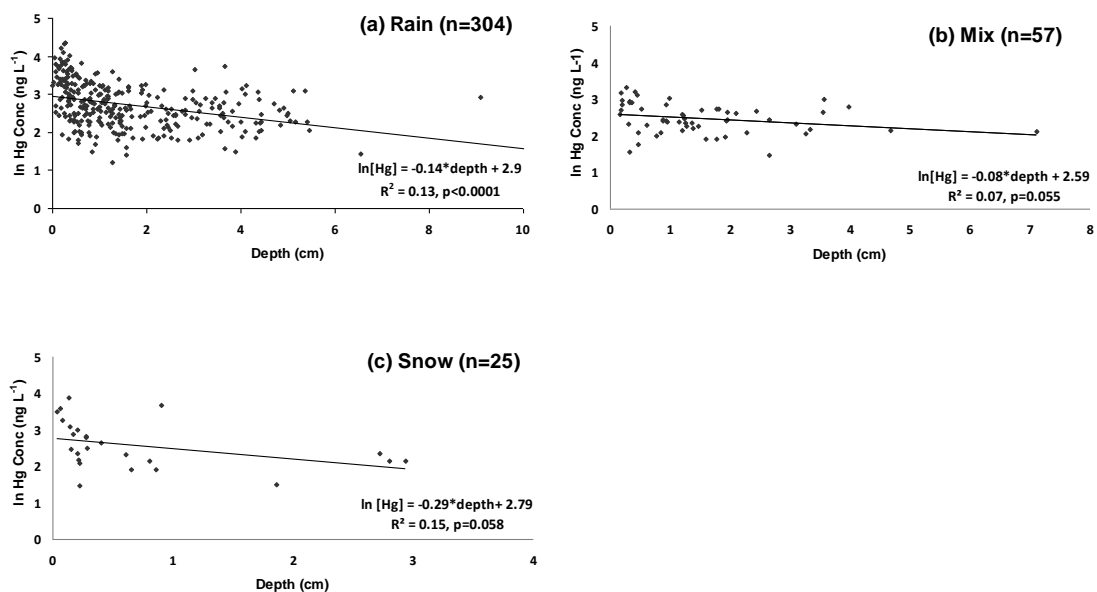 (a) Rain (n=304)
ln Hg Conc (ng L⁻¹)
5
4
3
2
1
0
ln[Hg] = -0.14*depth + 2.9
R² = 0.13, p<0.0001
0 2 4 6 8 10
Depth (cm)
(b) Mix (n=57)
ln Hg Conc (ng L-1)
5
4
3
2
1
0
ln[Hg] = -0.08*depth + 2.59
R² = 0.07, p=0.055
0 1 2 3 4 5 6 7 8
Depth (cm)
(c) Snow (n=25)
ln Hg Conc (ng L⁻¹)
5
4
3
2
1
0
ln [Hg] = -0.29*depth+ 2.79
R² = 0.15, p=0.058
0 1 2 3 4
Depth (cm)